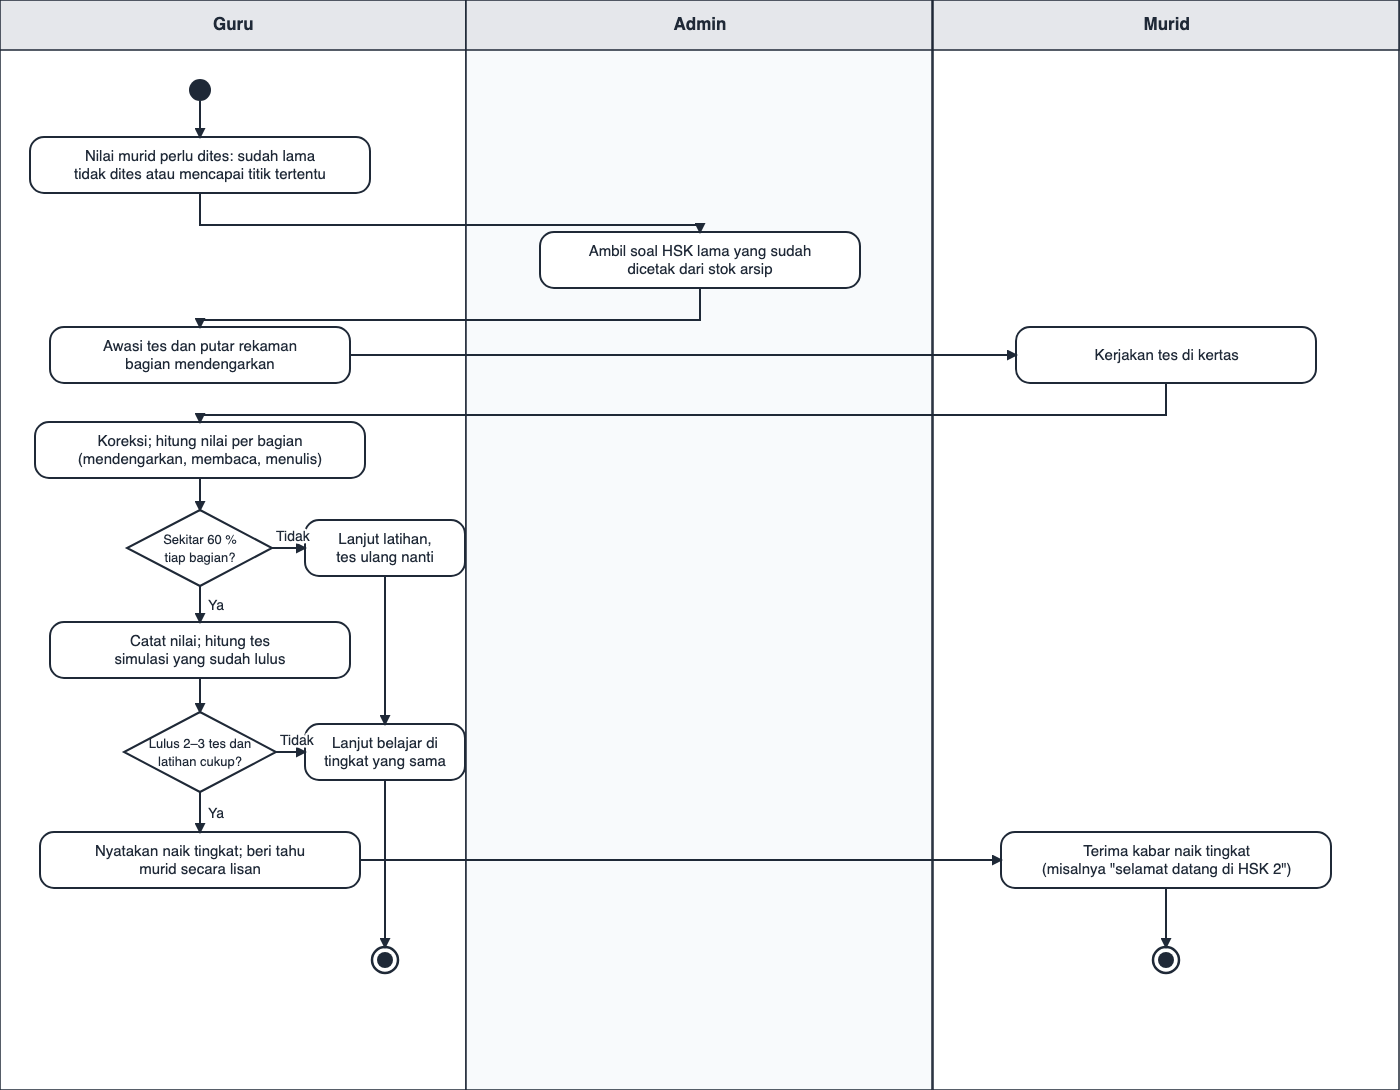 Guru
Admin
Murid
Nilai murid perlu dites: sudah lama
tidak dites atau mencapai titik tertentu
Ambil soal HSK lama yang sudah
dicetak dari stok arsip
Awasi tes dan putar rekaman
bagian mendengarkan
Kerjakan tes di kertas
Koreksi; hitung nilai per bagian
(mendengarkan, membaca, menulis)
Sekitar 60 %
tiap bagian?
Tidak
Lanjut latihan,
tes ulang nanti
Ya
Catat nilai; hitung tes
simulasi yang sudah lulus
Lulus 2–3 tes dan
latihan cukup?
Tidak
Lanjut belajar di
tingkat yang sama
Ya
Nyatakan naik tingkat; beri tahu
murid secara lisan
Terima kabar naik tingkat
(misalnya "selamat datang di HSK 2")